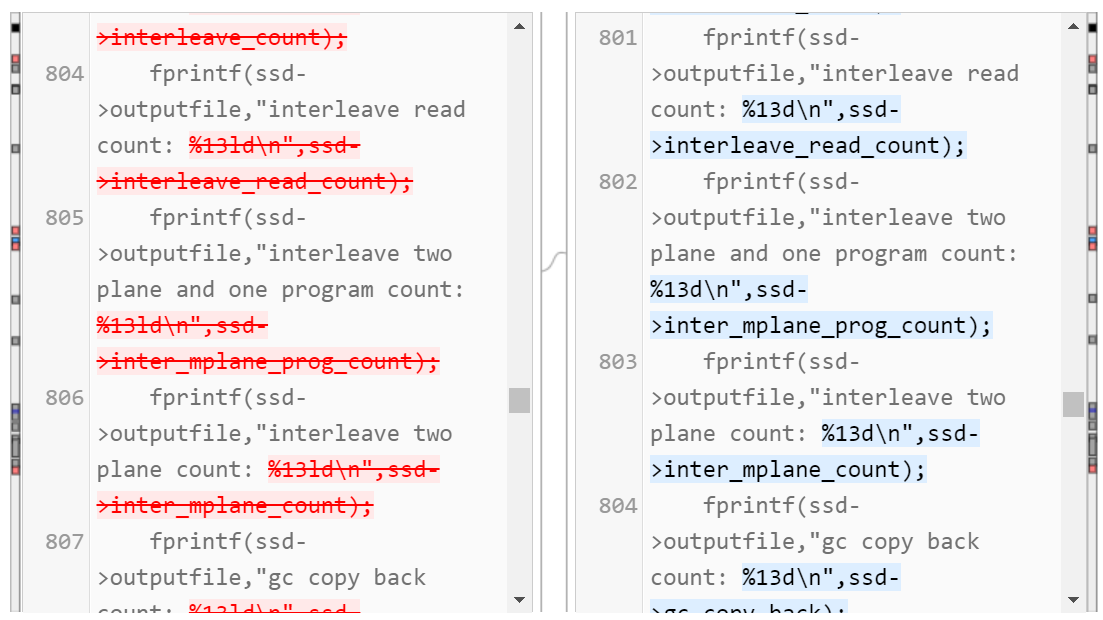 >interleave_count);
804 fprintf(ssd-
>outputfile,"interleave read
count: %13ld\n",ssd-
>interleave_read_count);
805 fprintf(ssd-
>outputfile,"interleave two
plane and one program count:
%13ld\n",ssd-
>inter_mplane_prog_count);
806 fprintf(ssd-
>outputfile,"interleave two
plane count: %13ld\n",ssd-
>inter_mplane_count);
807 fprintf(ssd-
>outputfile,"gc copy back
count: %13ld\n",ssd-
801 fprintf(ssd-
>outputfile,"interleave read
count: %13d\n",ssd-
>interleave_read_count);
802 fprintf(ssd-
>outputfile,"interleave two
plane and one program count:
%13d\n",ssd-
>inter_mplane_prog_count);
803 fprintf(ssd-
>outputfile,"interleave two
plane count: %13d\n",ssd-
>inter_mplane_count);
804 fprintf(ssd-
>outputfile,"gc copy back
count: %13d\n",ssd-
>gc_copy_back);